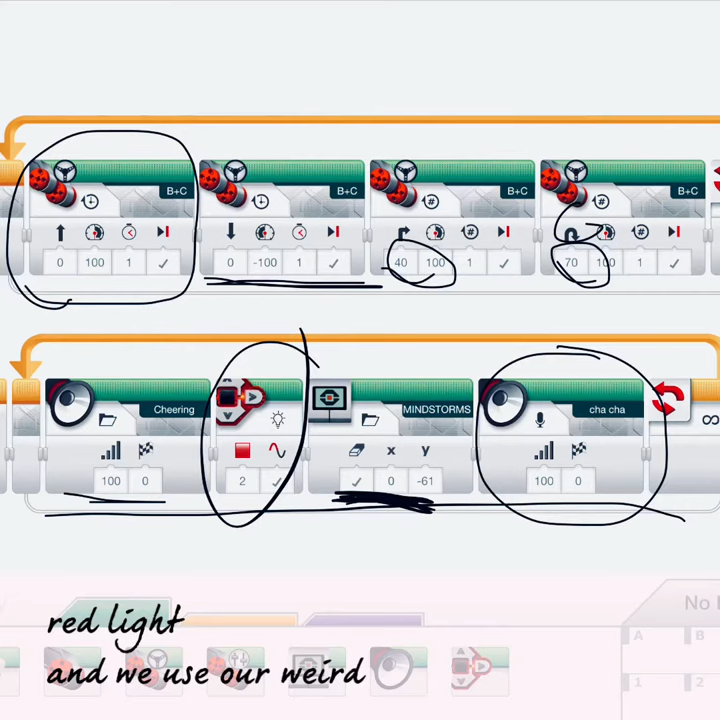 B+C B+C B+C B+C
0 100 1 0 -100 1 40 100 1 70 100 1
Cheering MINDSTORMS cha cha
x y
100 0 2 0 -61 100 0
red light
and we use our weird
No
A B
1 2